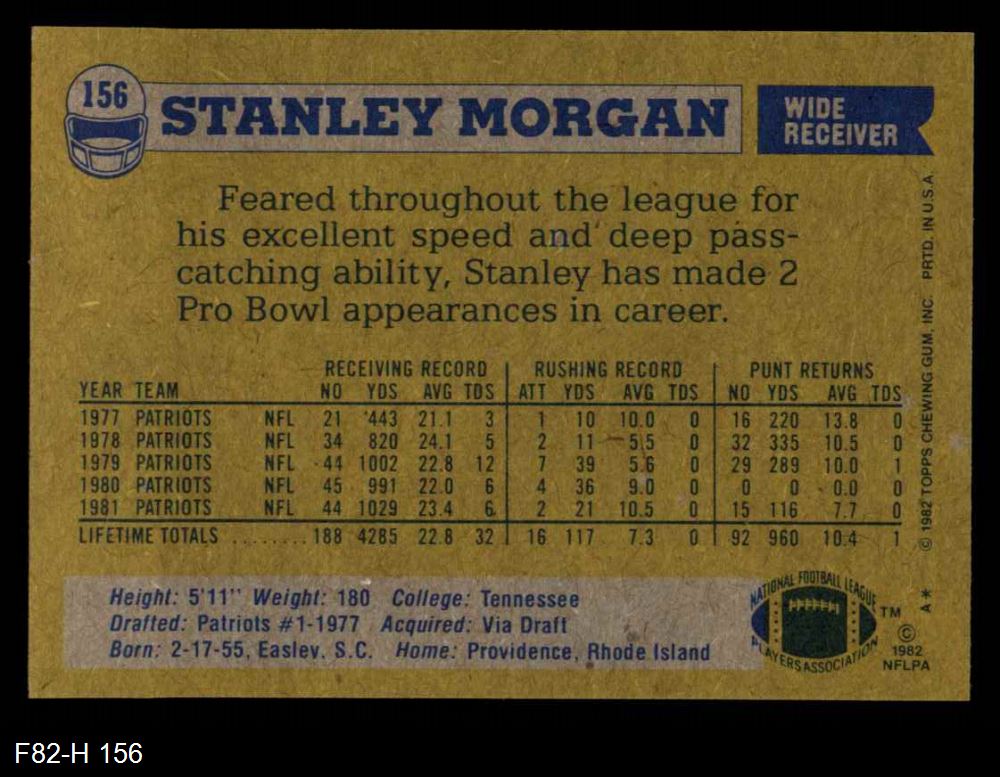 156
STANLEY MORGAN
WIDE
RECEIVER
Feared throughout the league for
his excellent speed and deep pass-
catching ability, Stanley has made 2
Pro Bowl appearances in career.
RECEIVING RECORD RUSHING RECORD PUNT RETURNS
YEAR TEAM NO YDS AVG TDS ATT YDS AVG TDS NO YDS AVG TDS
1977 PATRIOTS NFL 21 443 21.1 3 1 10 10.0 0 16 220 13.8 0
1978 PATRIOTS NFL 34 820 24.1 5 2 11 5.5 0 32 335 10.5 0
1979 PATRIOTS NFL 44 1002 22.8 12 7 39 5.6 0 29 289 10.0 1
1980 PATRIOTS NFL 45 991 22.0 6 4 36 9.0 0 0 0 0.0 0
1981 PATRIOTS NFL 44 1029 23.4 6 2 21 10.5 0 15 116 7.7 0
LIFETIME TOTALS ........ 188 4285 22.8 32 16 117 7.3 0 92 960 10.4 1
Height: 5'11" Weight: 180 College: Tennessee
Drafted: Patriots #1-1977 Acquired: Via Draft
Born: 2-17-55, Easley, S.C. Home: Providence, Rhode Island
NATIONAL FOOTBALL LEAGUE
PLAYERS ASSOCIATION
TM
©
1982
NFLPA
© 1982 TOPPS CHEWING GUM, INC. PRTD. IN U.S.A
A *
F82-H 156